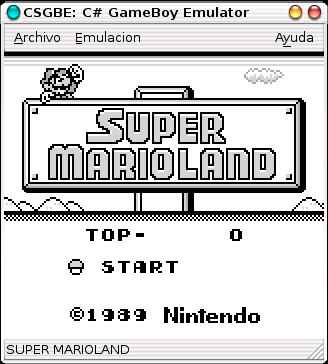 CSGBE: C# GameBoy Emulator
Archivo Emulacion Ayuda
SUPER
MARIOLAND
TOP- 0
START
©1989 Nintendo
SUPER MARIOLAND